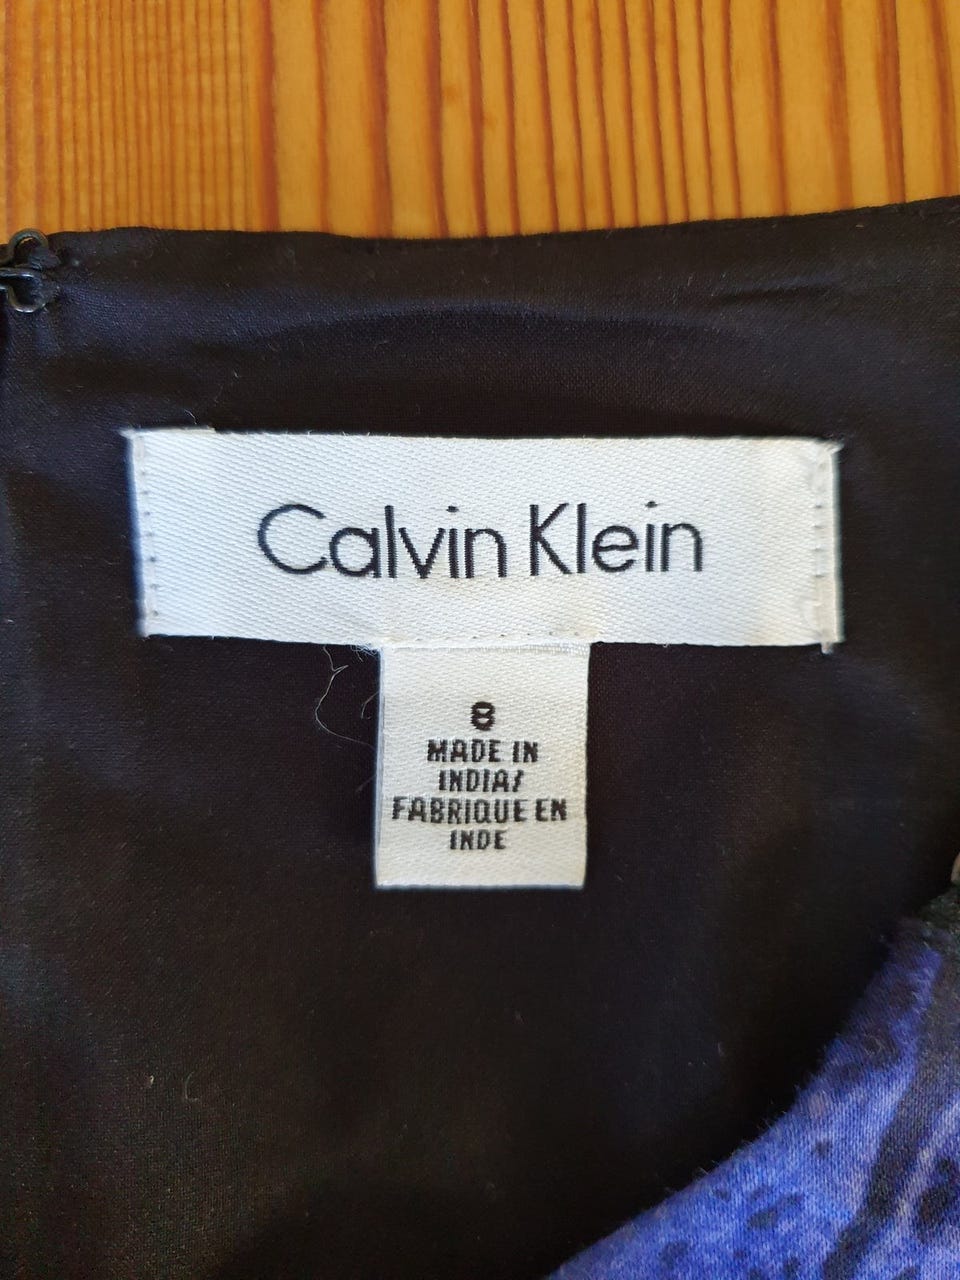 Calvin Klein
8
MADE IN
INDIA/
FABRIQUE EN
INDE